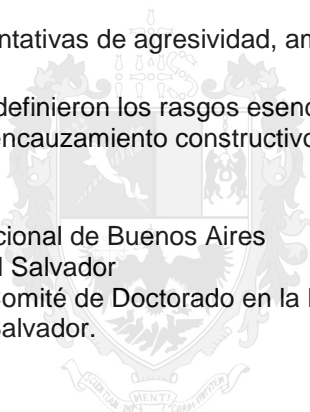 ntativas de agresividad, an
definieron los rasgos esenc
encauzamiento constructivo
cional de Buenos Aires
l Salvador
Comité de Doctorado en la
Salvador.